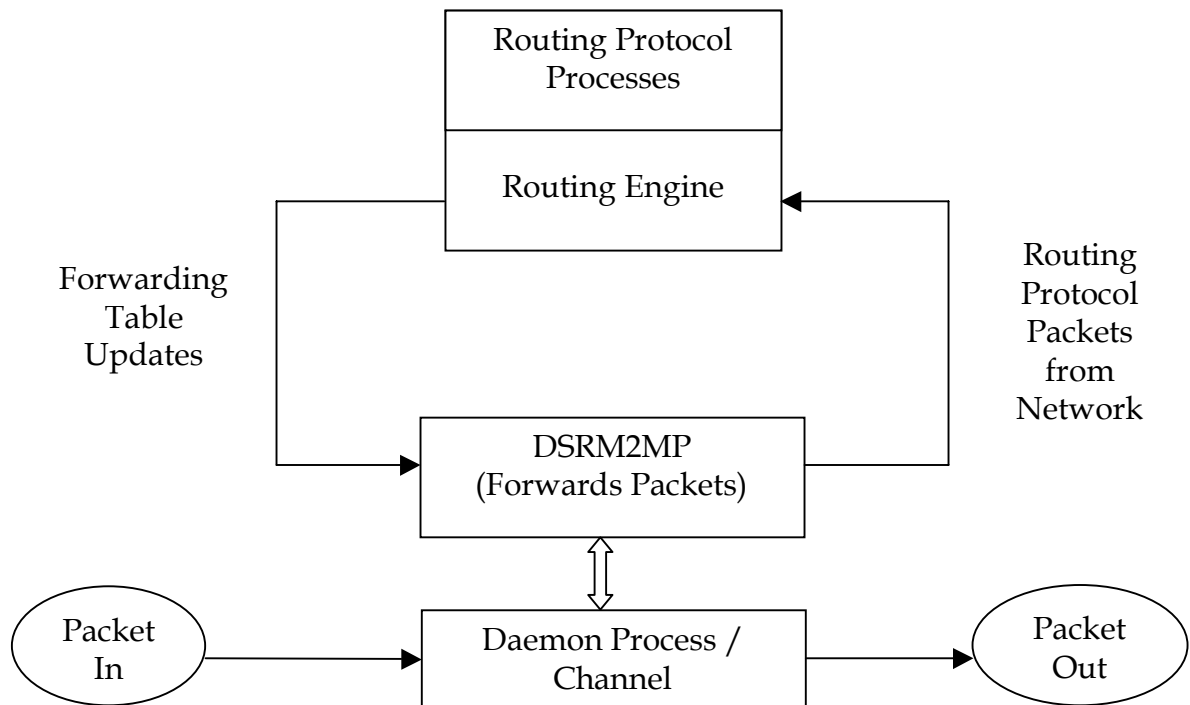 Routing Protocol
Processes
Routing Engine
Forwarding
Table
Updates
Routing
Protocol
Packets
from
Network
DSRM2MP
(Forwards Packets)
Packet
In
Daemon Process /
Channel
Packet
Out